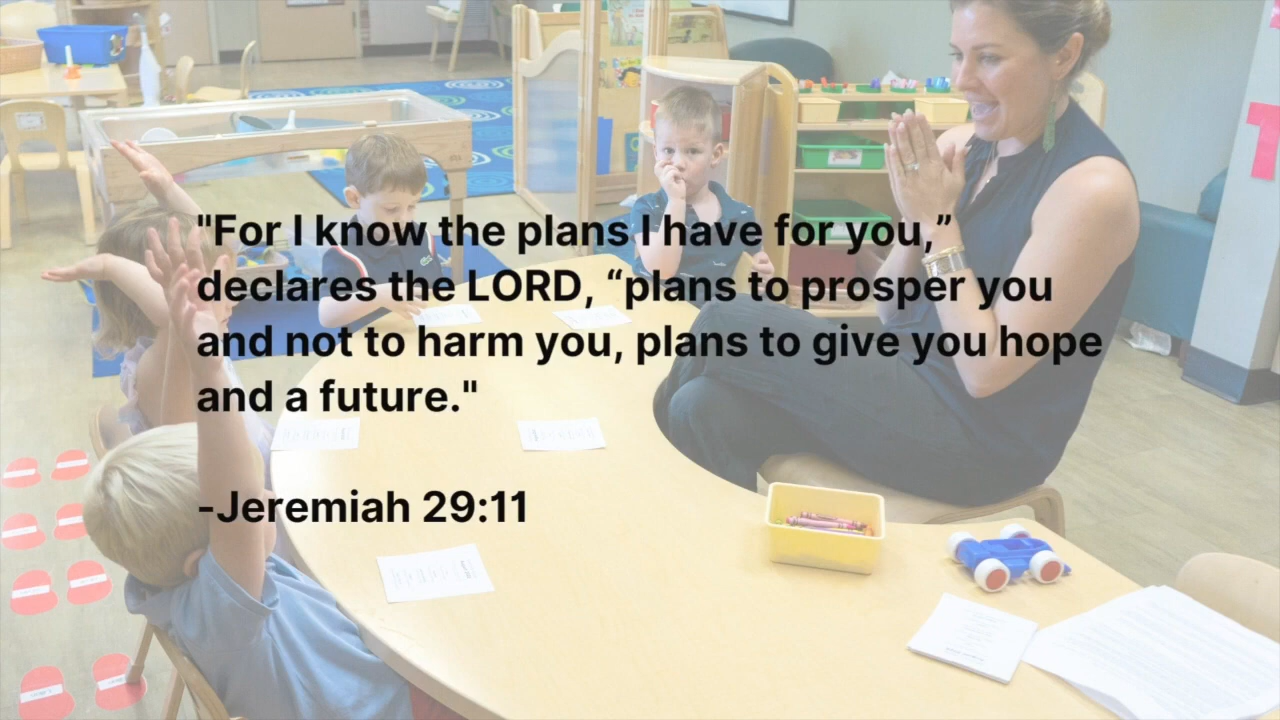 "For I know the plans I have for you,”
declares the LORD, “plans to prosper you
and not to harm you, plans to give you hope
and a future."
-Jeremiah 29:11